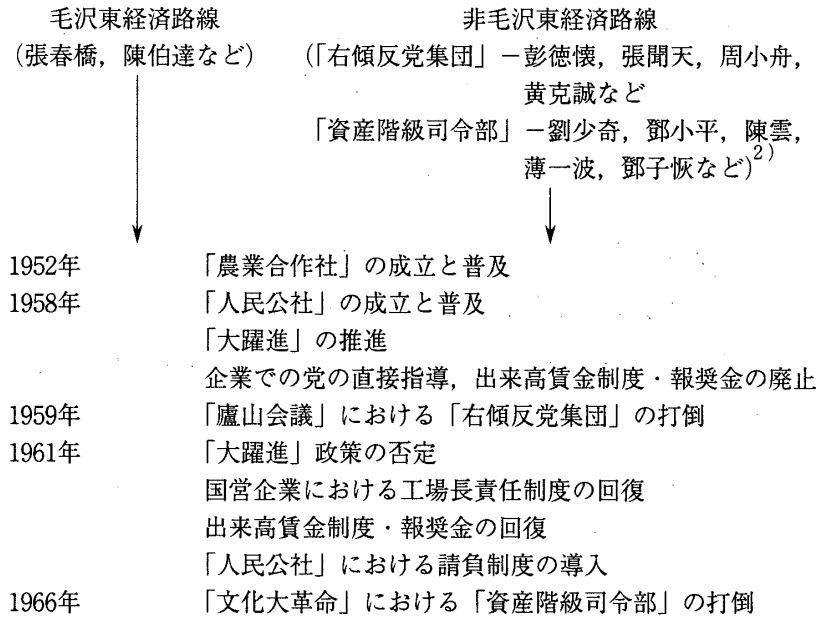 毛沢東経済路線　非毛沢東経済路線
(張春橋，陳伯達など)　(「右傾反党集団」－彭徳懐，張聞天，周小舟，
黄克誠など
「資産階級司令部」－劉少奇，鄧小平，陳雲，
薄一波，鄧子恢など)2)
1952年　「農業合作社」の成立と普及
1958年　「人民公社」の成立と普及
「大躍進」の推進
企業での党の直接指導，出来高賃金制度・報奨金の廃止
1959年　「廬山会議」における「右傾反党集団」の打倒
1961年　「大躍進」政策の否定
国営企業における工場長責任制度の回復
出来高賃金制度・報奨金の回復
「人民公社」における請負制度の導入
1966年　「文化大革命」における「資産階級司令部」の打倒